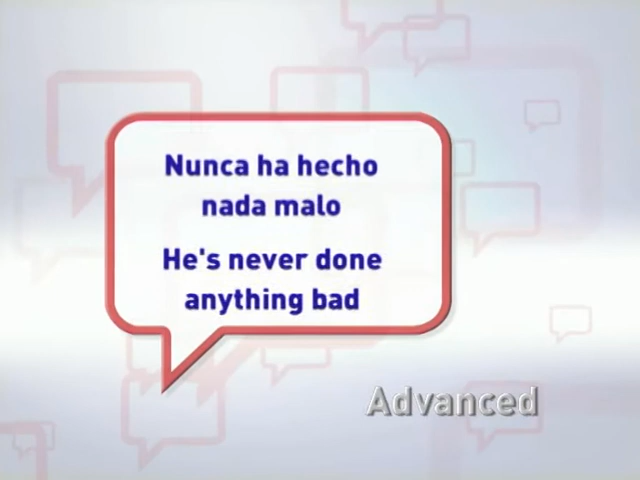 Nunca ha hecho
nada malo
He's never done
anything bad
Advanced